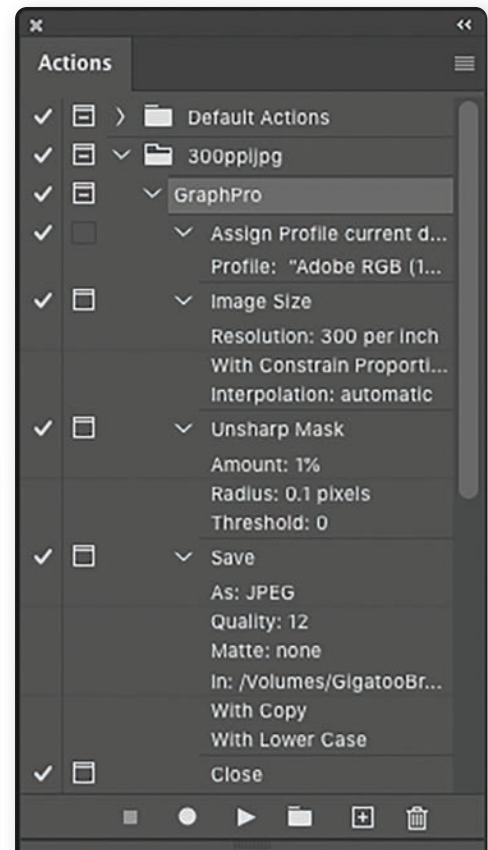 Actions
Default Actions
300ppijpg
GraphPro
Assign Profile current d...
Profile: "Adobe RGB (1...
Image Size
Resolution: 300 per inch
With Constrain Proporti...
Interpolation: automatic
Unsharp Mask
Amount: 1%
Radius: 0.1 pixels
Threshold: 0
Save
As: JPEG
Quality: 12
Matte: none
In: /Volumes/GigatooBr...
With Copy
With Lower Case
Close